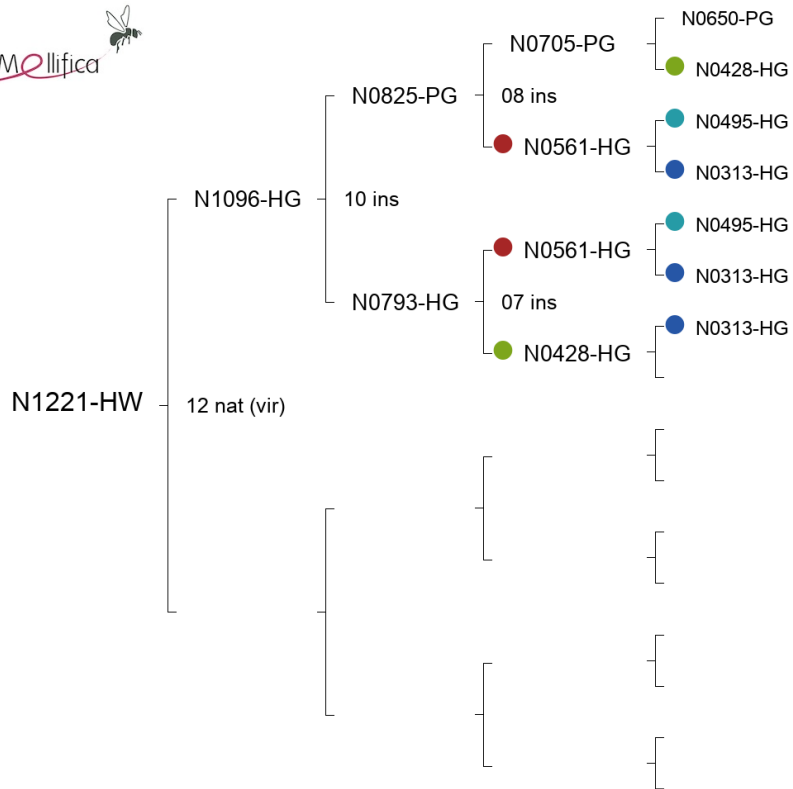 Mellifica
N0650-PG
N0705-PG
N0428-HG
N0825-PG
08 ins
N0495-HG
N0561-HG
N0313-HG
N1096-HG
10 ins
N0495-HG
N0561-HG
N0313-HG
N0793-HG
07 ins
N0313-HG
N0428-HG
N1221-HW
12 nat (vir)